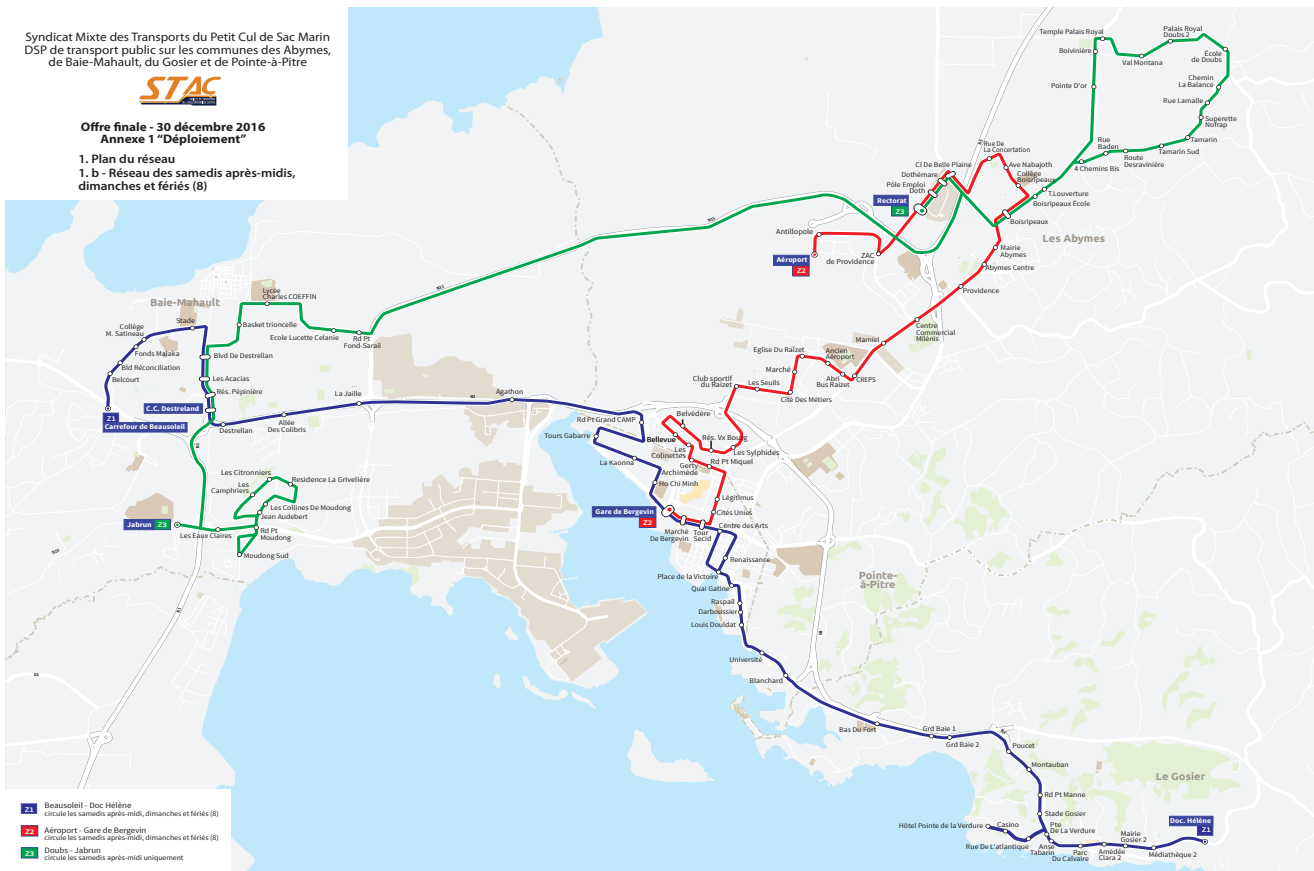 Syndicat Mixte des Transports du Petit Cul de Sac Marin
DSP de transport public sur les communes des Abymes,
de Baie-Mahault, du Gosier et de Pointe-à-Pitre
STAC
Offre finale - 30 décembre 2016
Annexe 1 “Déploiement”
1. Plan du réseau
1. b - Réseau des samedis après-midis,
dimanches et fériés (8)
Temple Palais Royal
Palais Royal
Doubs 2
Boivinière
Val Montana
École
de Doubs
Pointe D'or
Chemin
La Balance
Rue Lamalle
Superette
Nofrap
Tamarin
Tamarin Sud
Route
Desravinière
Rue
Baden
4 Chemins Bis
T.Louverture
Boisripeaux École
Boisripeaux
Rue De
La Concertation
Ave Nabajoth
Collège
Boisripeaux
Cl De Belle Plaine
Dothémare
Pôle Emploi
Doth
Rectorat
Z3
Antillopole
Aéroport
Z2
ZAC
de Providence
Les Abymes
Mairie
Abymes
Abymes Centre
Providence
Centre
Commercial
Milénis
Mamiel
CREPS
Abri
Bus Raizet
Ancien
Aéroport
Eglise Du Raizet
Marché
Cité Des Métiers
Les Seuils
Club sportif
du Raizet
N11
N11
Baie-Mahault
Lycée
Charles COEFFIN
Stade
Collège
M. Satineau
Fonds Malaka
Bld Réconciliation
Belcourt
Z1
Carrefour de Beausoleil
Basket trioncelle
Ecole Lucette Celanie
Rd Pt
Fond-Sarail
Blvd De Destrellan
Les Acacias
Rés. Pépinière
C.C. Destreland
Destrellan
Allée
Des Colibris
La Jaille
N1
Agathon
Rd Pt Grand CAMP
Tours Gabarre
La Kaonna
Belvédère
Bellevue
Rés. Vx Bourg
Les Sylphides
Les
Colinettes
Rd Pt Miquel
Gerty
Archimède
Ho Chi Minh
Légitimus
Cités Unies
Gare de Bergevin
Z2
Marché
De Bergevin
Tour
Secid
Centre des Arts
Renaissance
Place de la Victoire
Quai Gatine
Raspail
Darboussier
Louis Douldat
Université
Blanchard
Pointe-
à-Pitre
Les Citronniers
Les
Camphriers
Residence La Grivelière
Les Collines De Moudong
Jean Audebert
Rd Pt
Moudong
Moudong Sud
Les Eaux Claires
Jabrun
Z3
N1
Bas Du Fort
Grd Baie 1
Grd Baie 2
Poucet
Montauban
Rd Pt Manne
Stade Gosier
Pte
De La Verdure
Hôtel Pointe de la Verdure
Casino
Rue De L'atlantique
Anse
Tabarin
Parc
Du Calvaire
Amédée
Clara 2
Mairie
Gosier 2
Médiathèque 2
Doc. Hélène
Z1
Le Gosier
Z1
Beausoleil - Doc Hélène
circule les samedis après-midi, dimanches et fériés (8)
Z2
Aéroport - Gare de Bergevin
circule les samedis après-midi, dimanches et fériés (8)
Z3
Doubs - Jabrun
circule les samedis après-midi uniquement